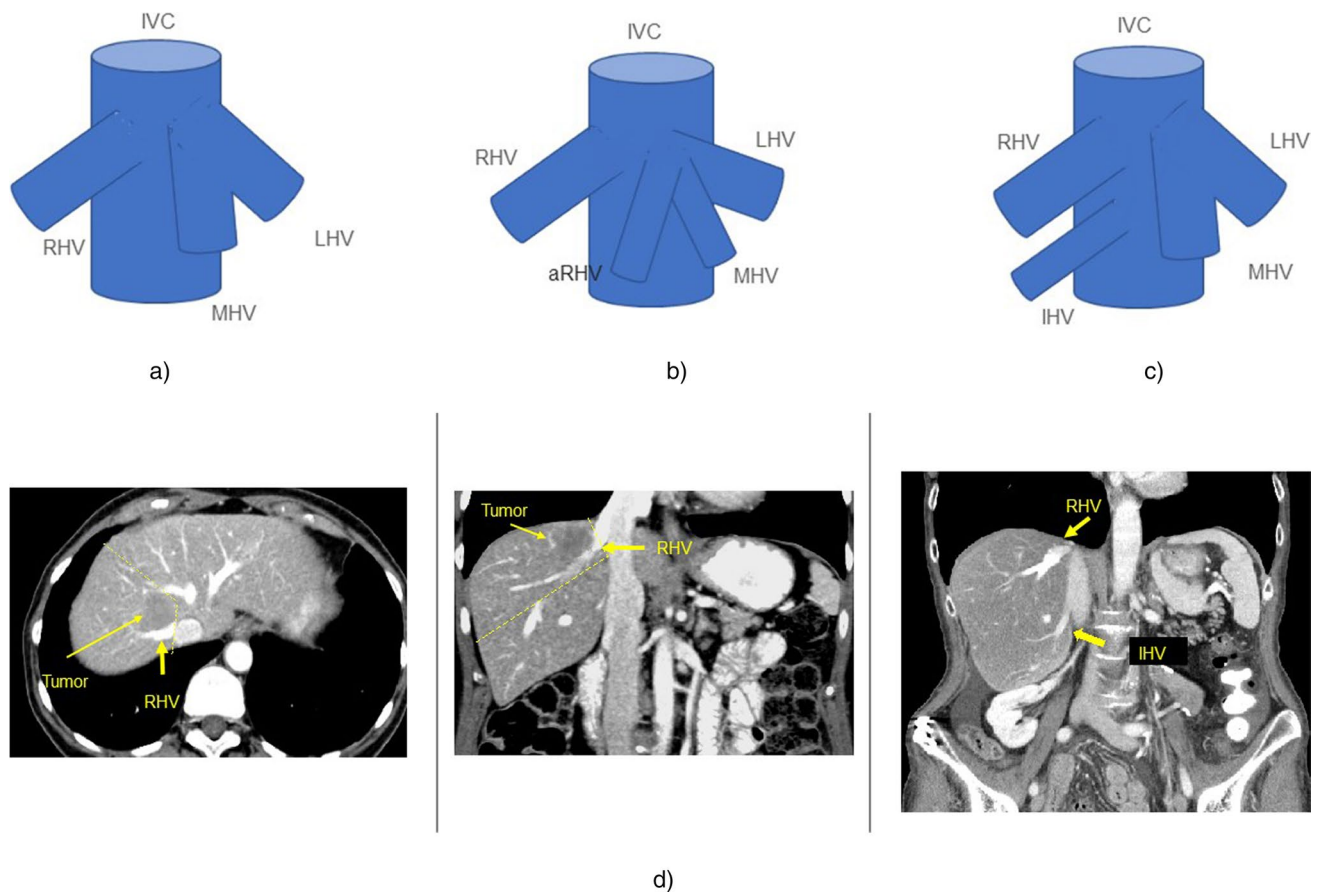 IVC
RHV
LHV
MHV
a)
IVC
RHV
LHV
aRHV
MHV
b)
IVC
RHV
LHV
MHV
IHV
c)
Tumor
RHV
Tumor
RHV
RHV
IHV
d)